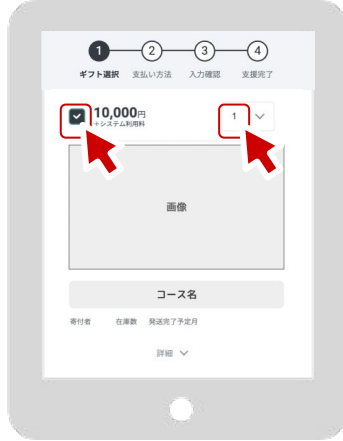 1 2 3 4
ギフト選択 支払い方法 入力確認 支援完了
10,000円 1
+システム利用料
画像
コース名
寄付者 在庫数 発送完了予定月
詳細